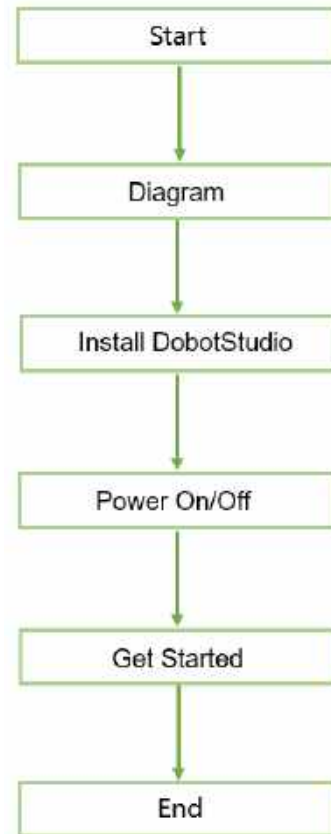 Start
Diagram
Install DobotStudio
Power On/Off
Get Started
End